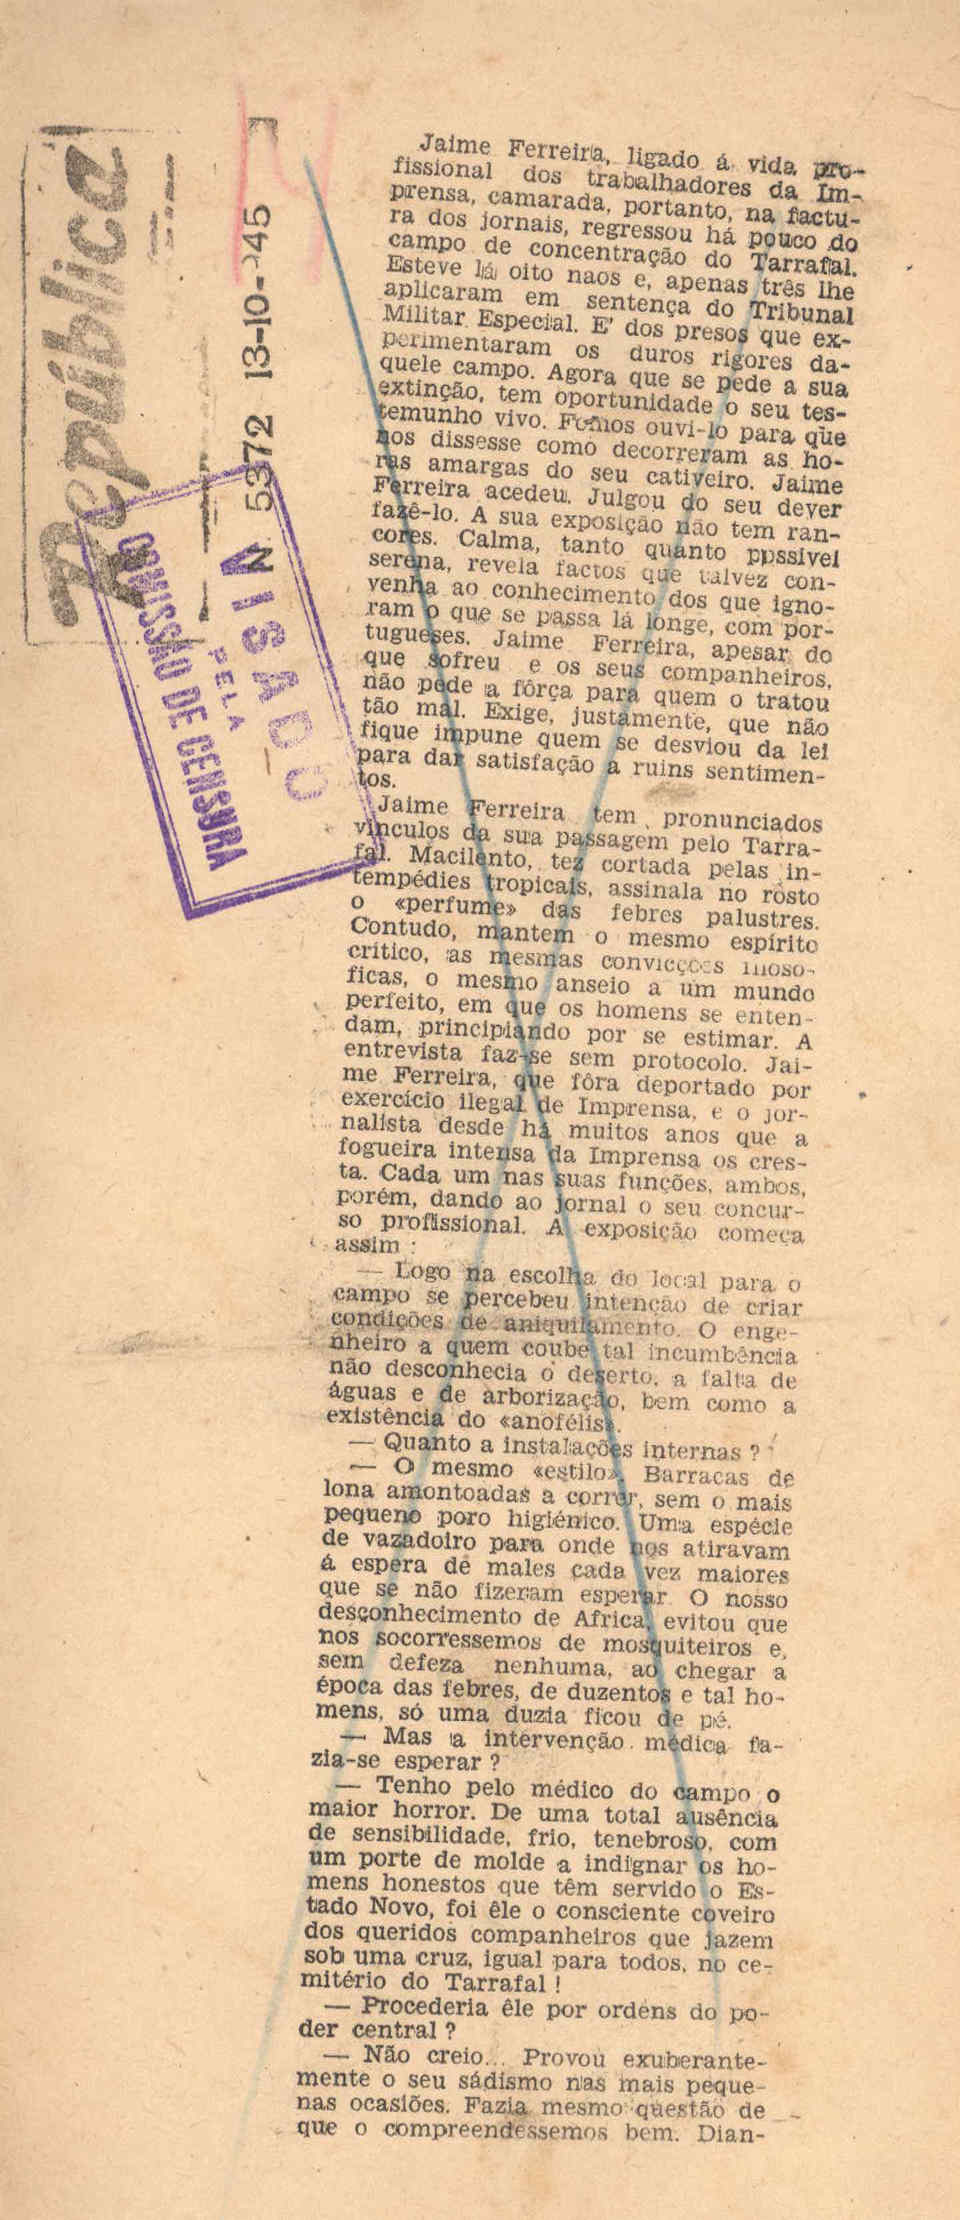 República
N. 5372 13-10-945
VISADO
PELA
COMISSÃO DE CENSURA
Jaime Ferreira, ligado á vida pro-
fissional dos trabalhadores da Im-
prensa, camarada, portanto, na factu-
ra dos jornais, regressou há pouco do
campo de concentração do Tarrafal.
Esteve lá oito naos e, apenas três lhe
aplicaram em sentença do Tribunal
Militar Especial. E' dos presos que ex-
perimentaram os duros rigores da-
quele campo. Agora que se pede a sua
extinção, tem oportunidade o seu tes-
temunho vivo. Fomos ouvi-lo para que
nos dissesse como decorreram as ho-
ras amargas do seu cativeiro. Jaime
Ferreira acedeu. Julgou do seu dever
fazê-lo. A sua exposição não tem ran-
cores. Calma, tanto quanto ppssivel
serena, revela factos que talvez con-
venha ao conhecimento dos que igno-
ram o que se passa lá longe, com por-
tugueses. Jaime Ferreira, apesar do
que sofreu e os seus companheiros,
não pede a fôrça para quem o tratou
tão mal. Exige, justamente, que não
fique impune quem se desviou da lei
para dar satisfação a ruins sentimen-
tos.
Jaime Ferreira tem pronunciados
vinculos da sua passagem pelo Tarra-
fal. Macilento, tez cortada pelas in-
tempédies tropicais, assinala no rôsto
o «perfume» das febres palustres.
Contudo, mantem o mesmo espírito
crítico, as mesmas convicções filoso-
ficas, o mesmo anseio a um mundo
perfeito, em que os homens se enten-
dam, principiando por se estimar. A
entrevista faz-se sem protocolo. Jai-
me Ferreira, que fôra deportado por
exercício ilegal de Imprensa, e o jor-
nalista desde há muitos anos que a
fogueira intensa da Imprensa os cres-
ta. Cada um nas suas funções, ambos,
porém, dando ao jornal o seu concur-
so profissional. A exposição começa
assim :
— Logo na escolha do local para o
campo se percebeu intenção de criar
condições de aniquilamento. O enge-
nheiro a quem coube tal incumbência
não desconhecia o deserto, a falta de
águas e de arborização, bem como a
existência do «anofélis».
— Quanto a instalações internas ?
— O mesmo «estilo». Barracas de
lona amontoadas a correr, sem o mais
pequeno poro higiénico. Uma espécie
de vazadoiro para onde nos atiravam
á espera de males cada vez maiores
que se não fizeram esperar. O nosso
desconhecimento de Africa, evitou que
nos socorressemos de mosquiteiros e,
sem defeza nenhuma, ao chegar a
época das febres, de duzentos e tal ho-
mens, só uma duzia ficou de pé.
— Mas a intervenção médica fa-
zia-se esperar ?
— Tenho pelo médico do campo o
maior horror. De uma total ausência
de sensibilidade, frio, tenebroso, com
um porte de molde a indignar os ho-
mens honestos que têm servido o Es-
tado Novo, foi êle o consciente coveiro
dos queridos companheiros que jazem
sob uma cruz, igual para todos, no ce-
mitério do Tarrafal !
— Procederia êle por ordens do po-
der central ?
— Não creio... Provou exuberante-
mente o seu sádismo nas mais peque-
nas ocasiões. Fazia mesmo questão de
que o compreendessemos bem. Dian-